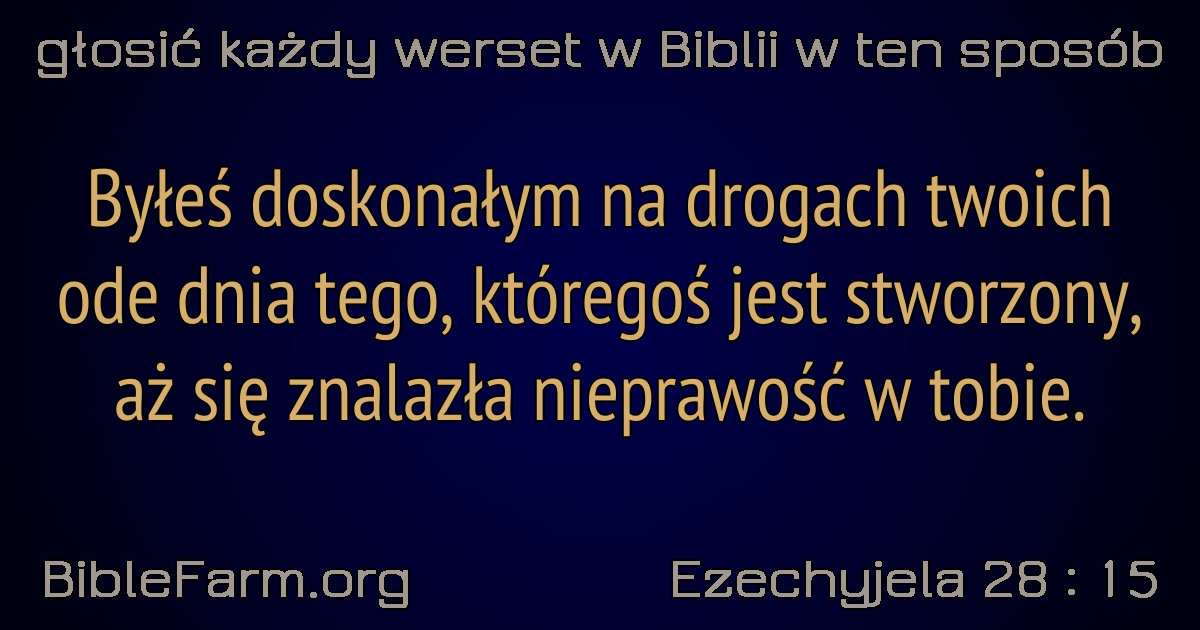 głosić każdy werset w Biblii w ten sposób
Byłeś doskonałym na drogach twoich
ode dnia tego, któregoś jest stworzony,
aż się znalazła nieprawość w tobie.
BibleFarm.org
Ezechyjela 28 : 15